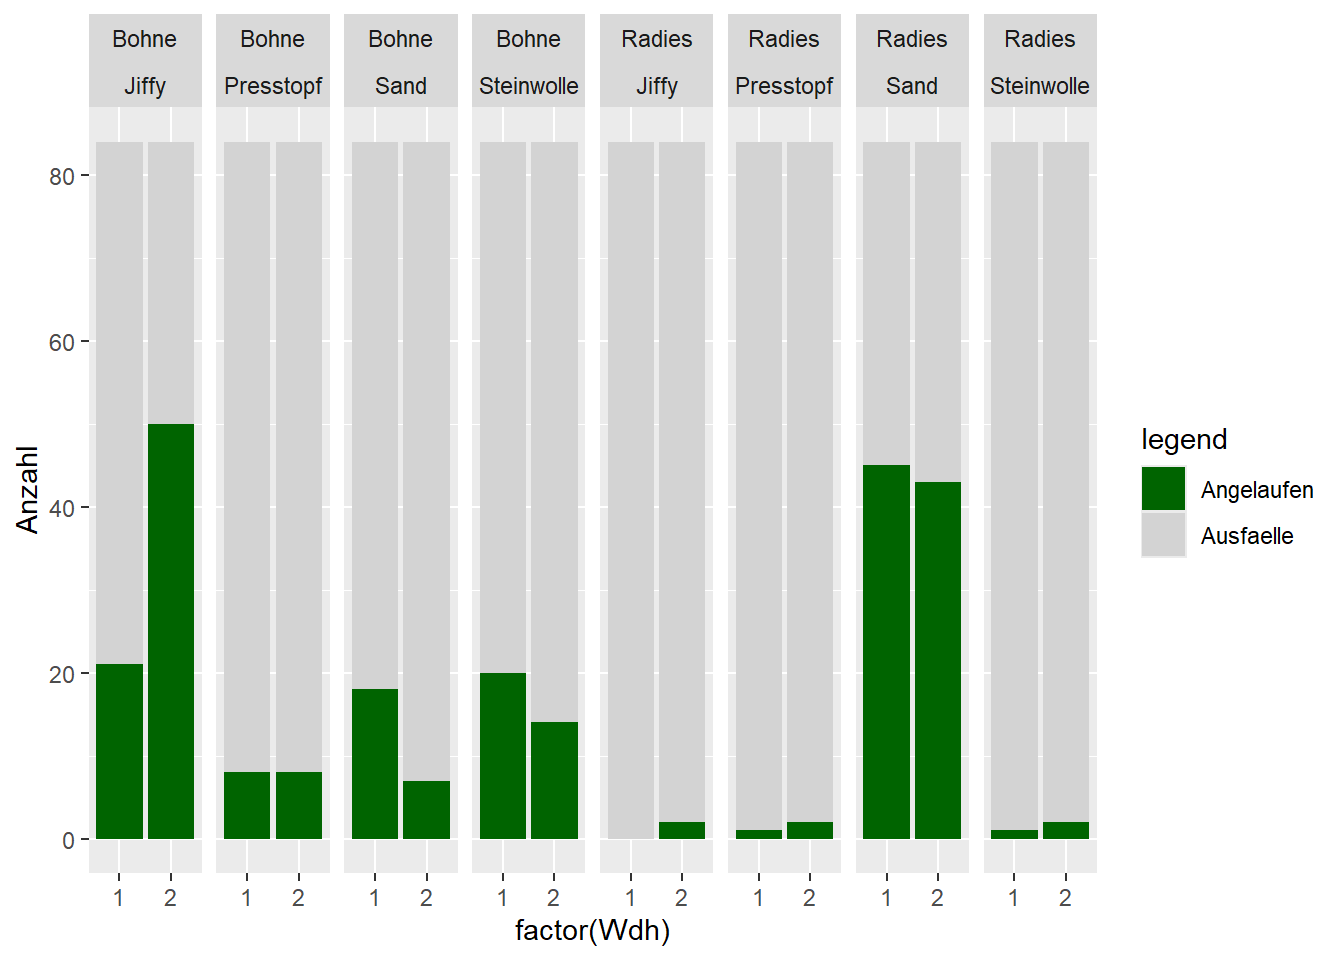 Bohne Bohne Bohne Bohne Radies Radies Radies Radies
Jiffy Presstopf Sand Steinwolle Jiffy Presstopf Sand Steinwolle
80
60
40
20
0
Anzahl
1 2 1 2 1 2 1 2 1 2 1 2 1 2 1 2
factor(Wdh)
legend
Angelaufen
Ausfaelle